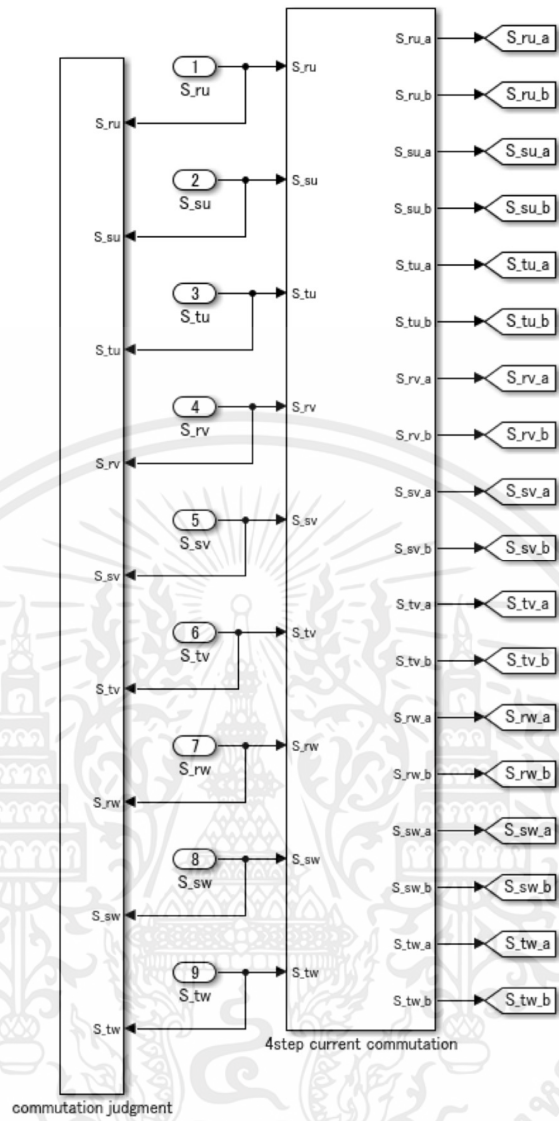 S_ru_a
S_ru_a
1
S_ru
S_ru
S_ru_b
S_ru_b
S_ru
S_su_a
S_su_a
2
S_su
S_su
S_su_b
S_su_b
S_su
S_tu_a
S_tu_a
3
S_tu
S_tu
S_tu_b
S_tu_b
S_tu
S_rv_a
S_rv_a
4
S_rv
S_rv
S_rv_b
S_rv_b
S_rv
S_sv_a
S_sv_a
5
S_sv
S_sv
S_sv_b
S_sv_b
S_sv
S_tv_a
S_tv_a
6
S_tv
S_tv
S_tv_b
S_tv_b
S_tv
S_rw_a
S_rw_a
7
S_rw
S_rw
S_rw_b
S_rw_b
S_rw
S_sw_a
S_sw_a
8
S_sw
S_sw
S_sw_b
S_sw_b
S_sw
S_tw_a
S_tw_a
9
S_tw
S_tw
S_tw_b
S_tw_b
S_tw
4step current commutation
commutation judgment